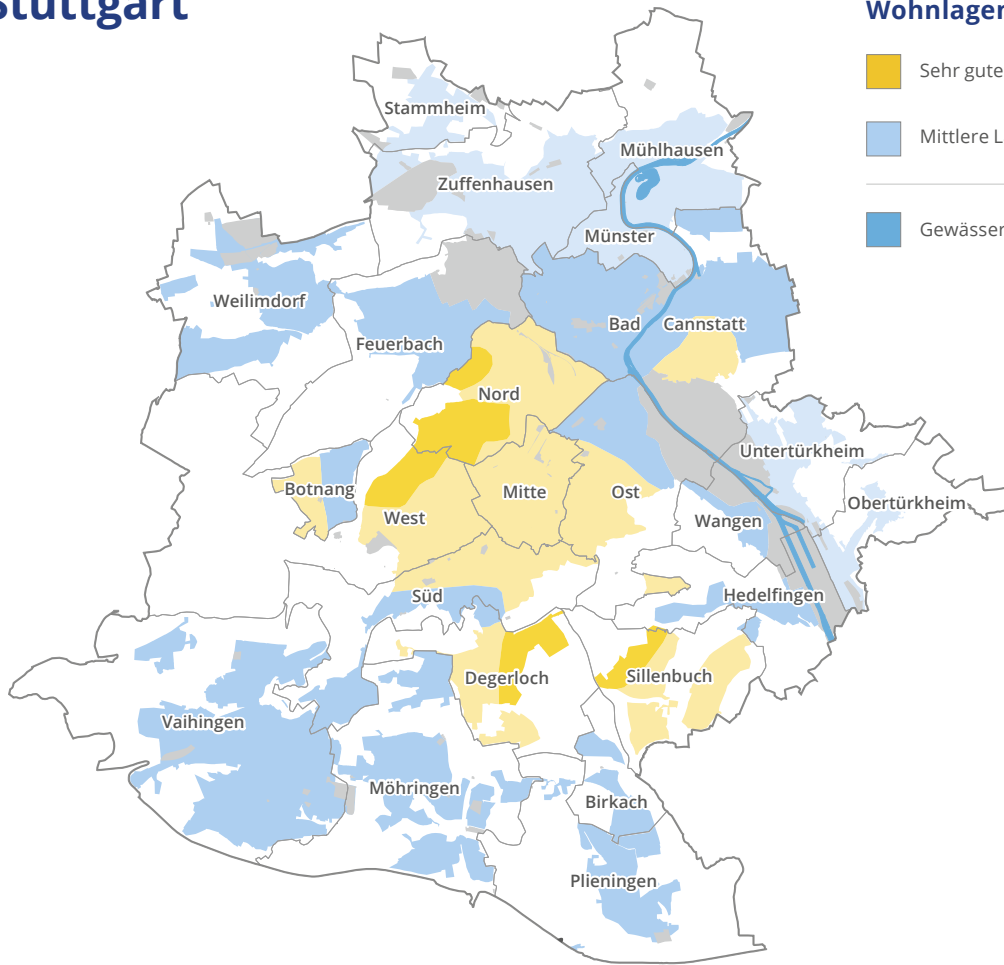 Stuttgart
Wohnlagen
Sehr gute
Mittlere L
Gewässer
Stammheim
Mühlhausen
Zuffenhausen
Münster
Weilimdorf
Feuerbach
Bad Cannstatt
Nord
Untertürkheim
Botnang
Mitte
Ost
Obertürkheim
West
Wangen
Süd
Hedelfingen
Degerloch
Sillenbuch
Vaihingen
Möhringen
Birkach
Plieningen